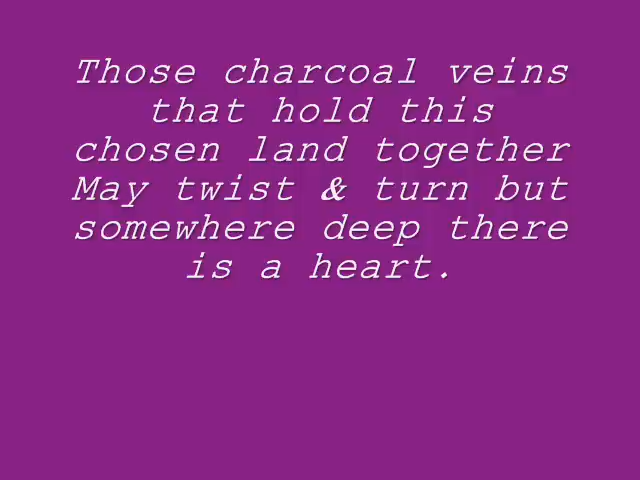 Those charcoal veins
that hold this
chosen land together
May twist & turn but
somewhere deep there
is a heart.